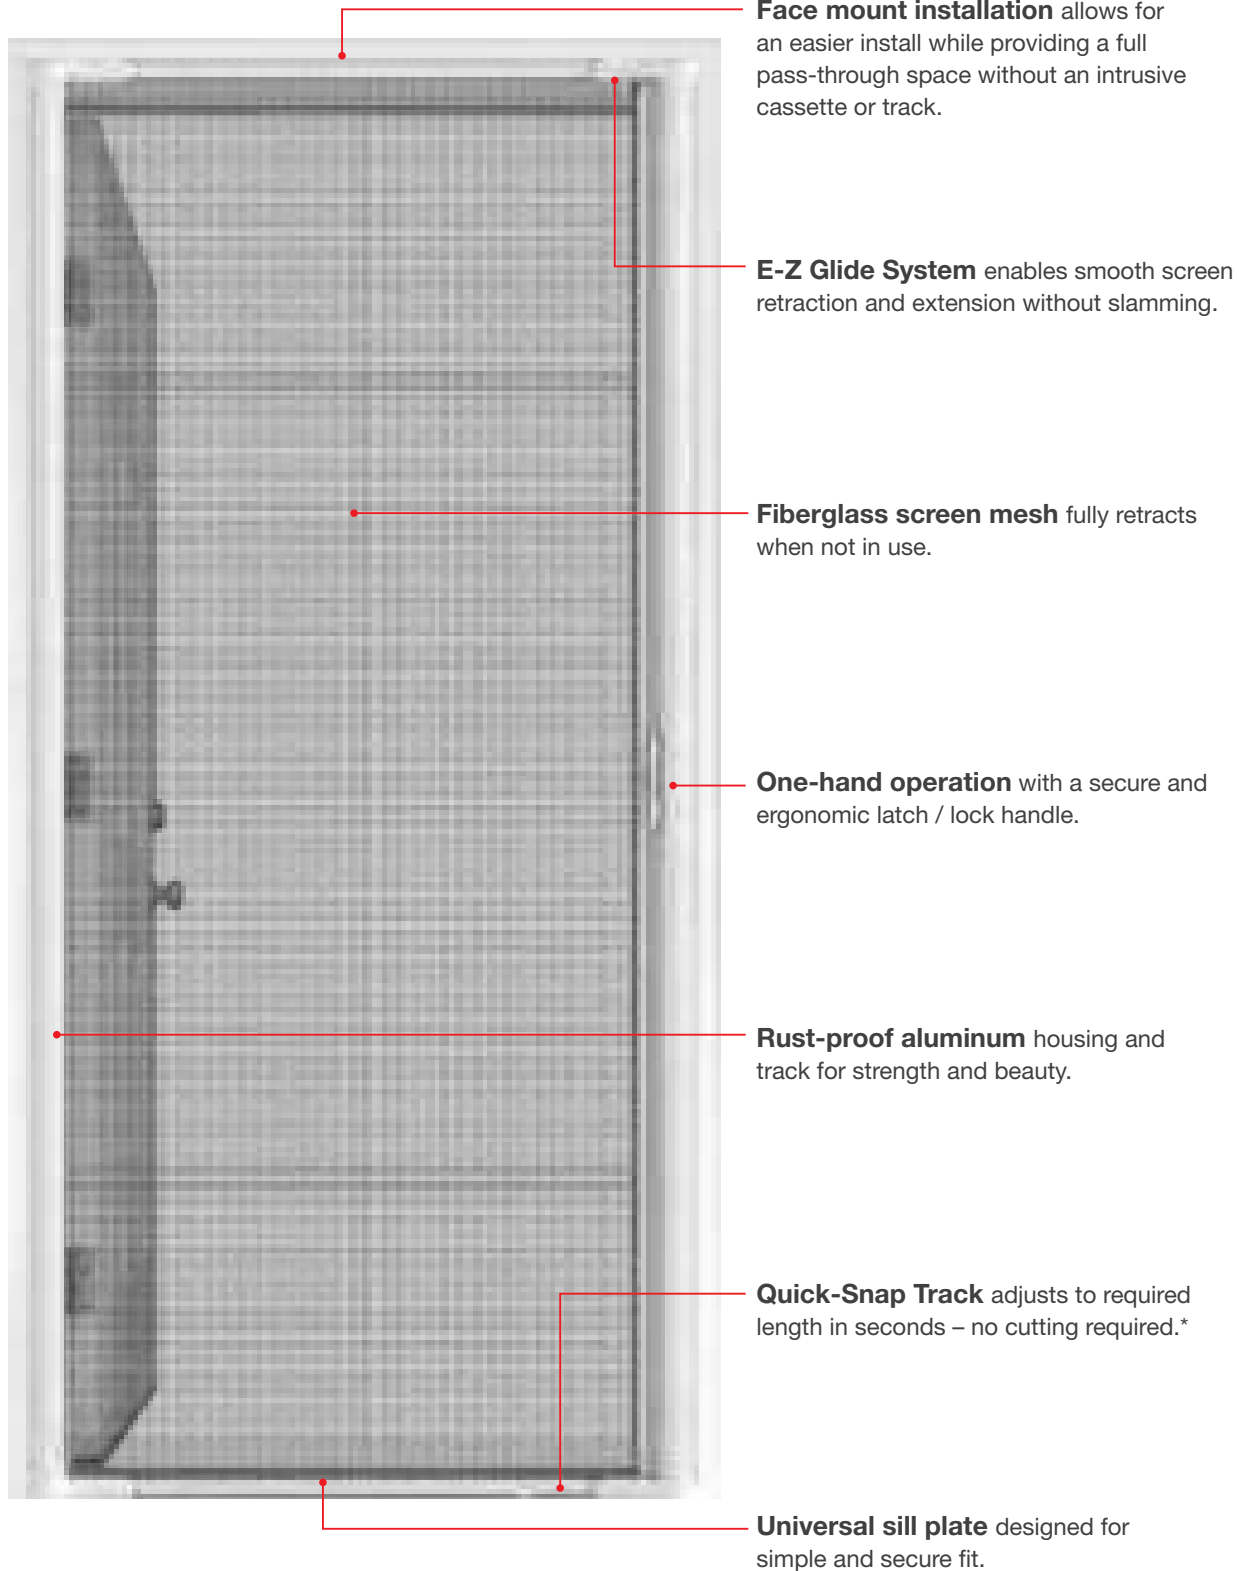 Face mount installation allows for
an easier install while providing a full
pass-through space without an intrusive
cassette or track.
E-Z Glide System enables smooth screen
retraction and extension without slamming.
Fiberglass screen mesh fully retracts
when not in use.
One-hand operation with a secure and
ergonomic latch / lock handle.
Rust-proof aluminum housing and
track for strength and beauty.
Quick-Snap Track adjusts to required
length in seconds – no cutting required.*
Universal sill plate designed for
simple and secure fit.